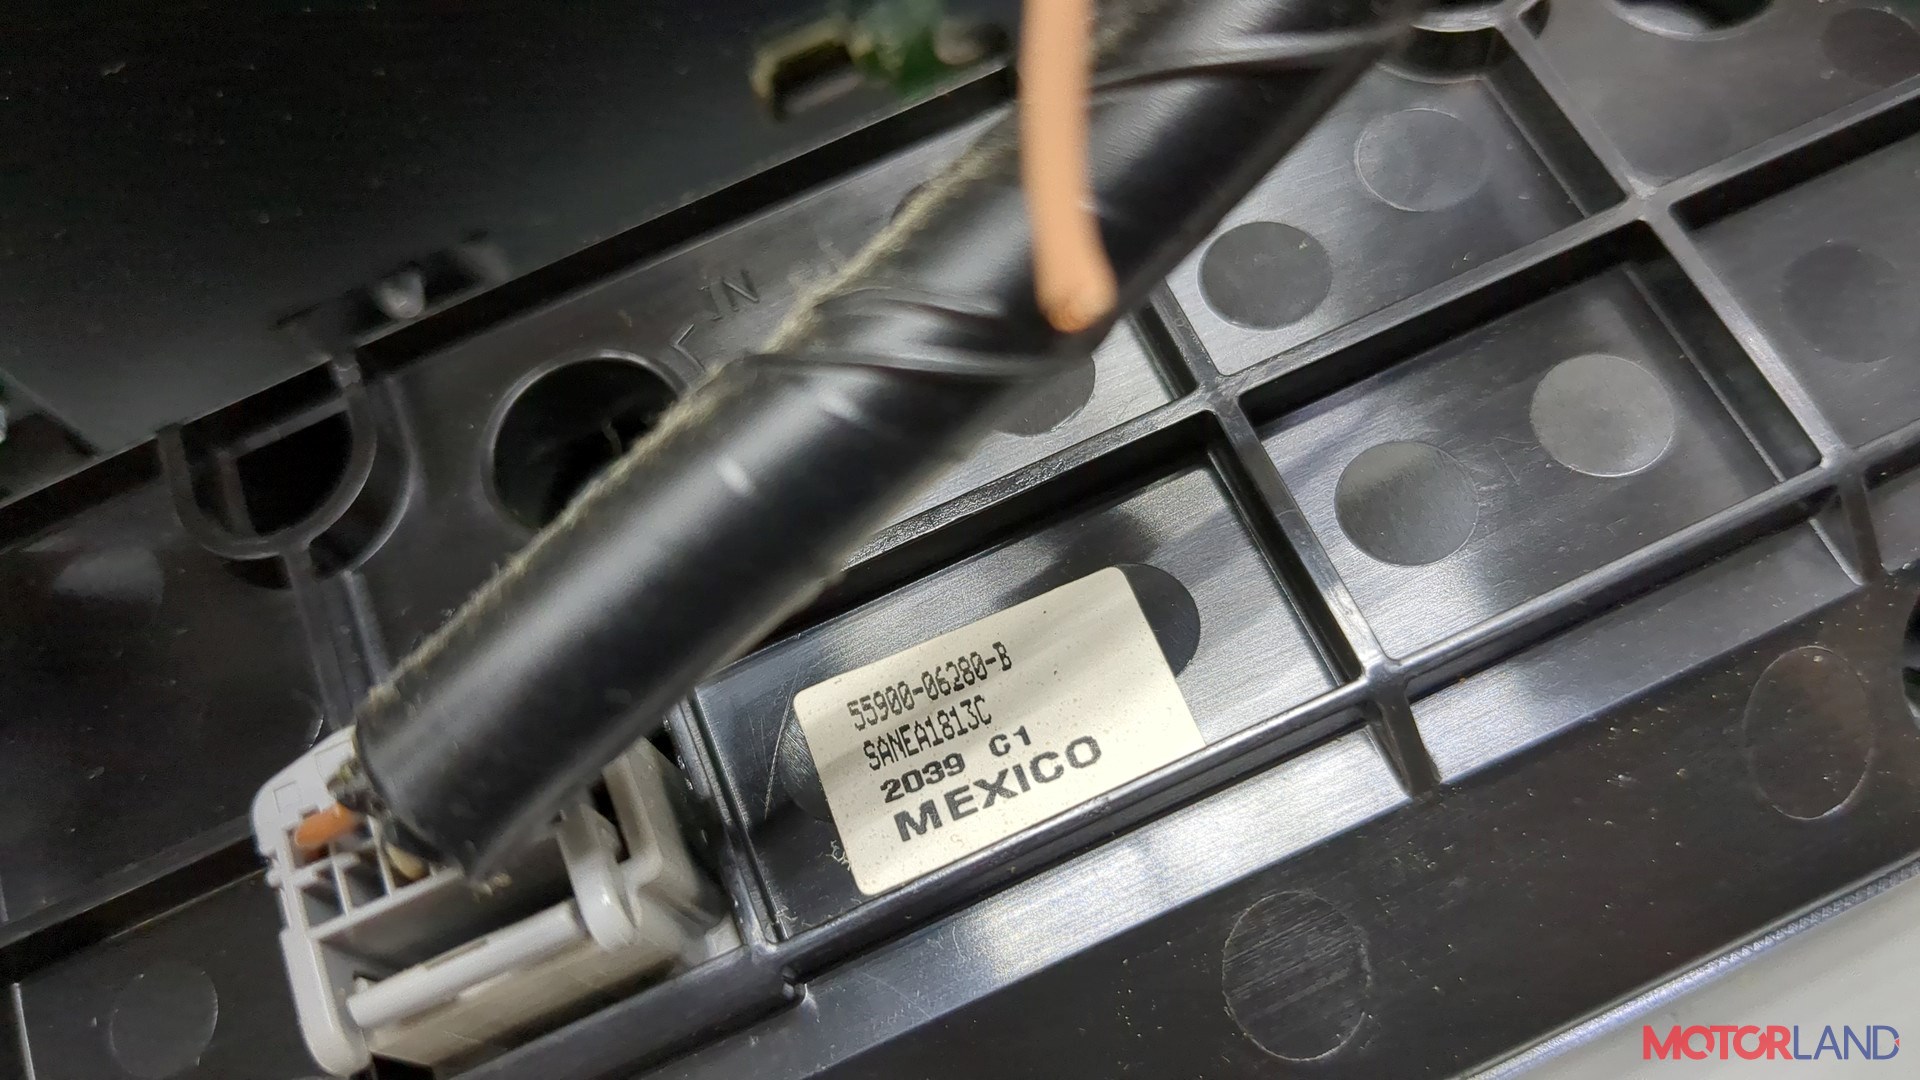 IN
55900-06280-B
SANEA1813C
2039 C1
MEXICO
MOTORLAND